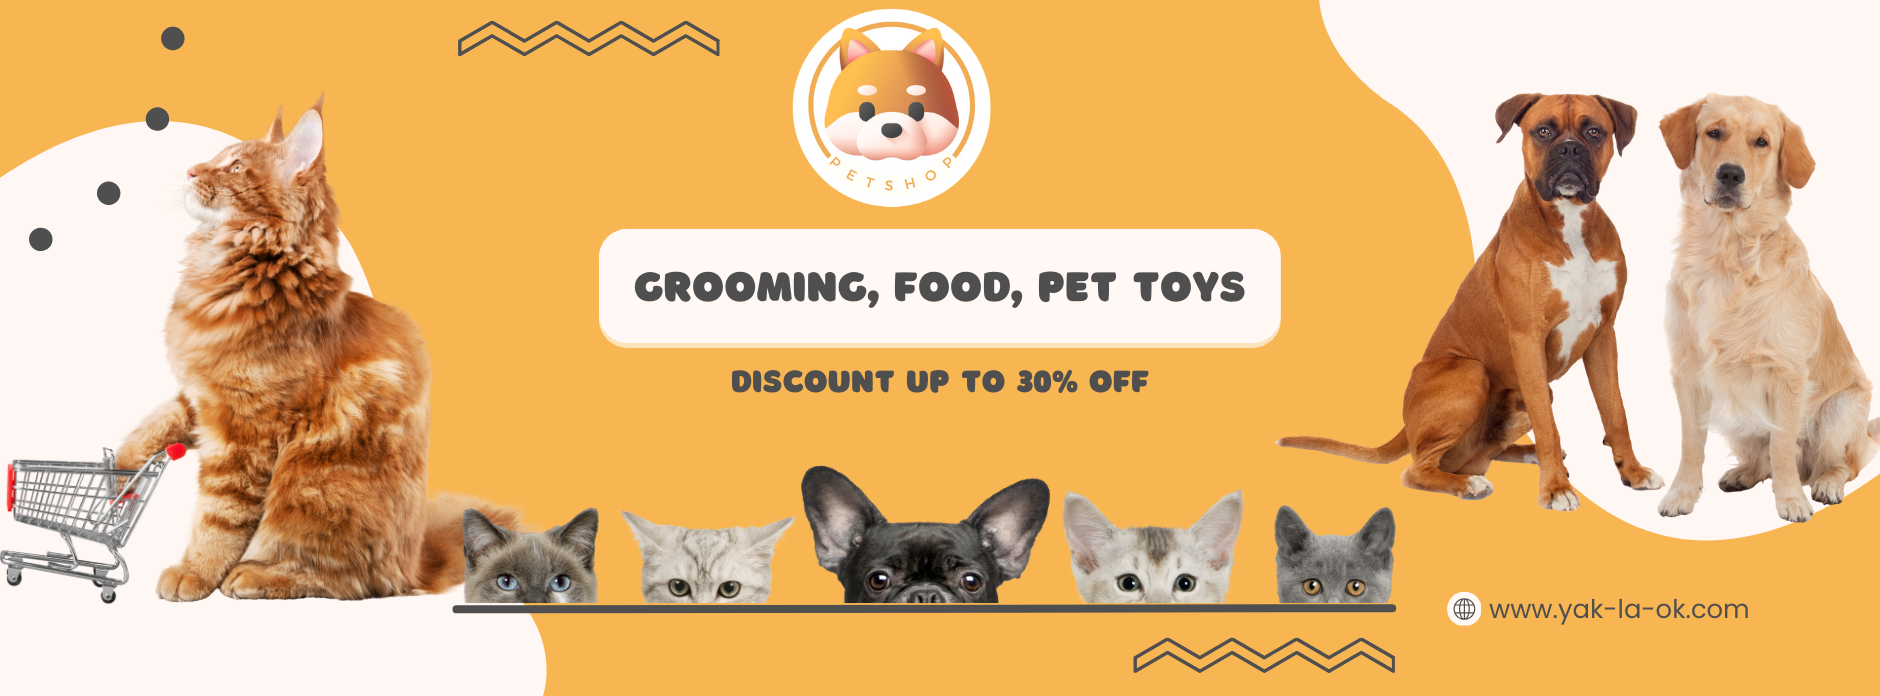 PETSHOP
GROOMING, FOOD, PET TOYS
DISCOUNT UP TO 30% OFF
www.yak-la-ok.com